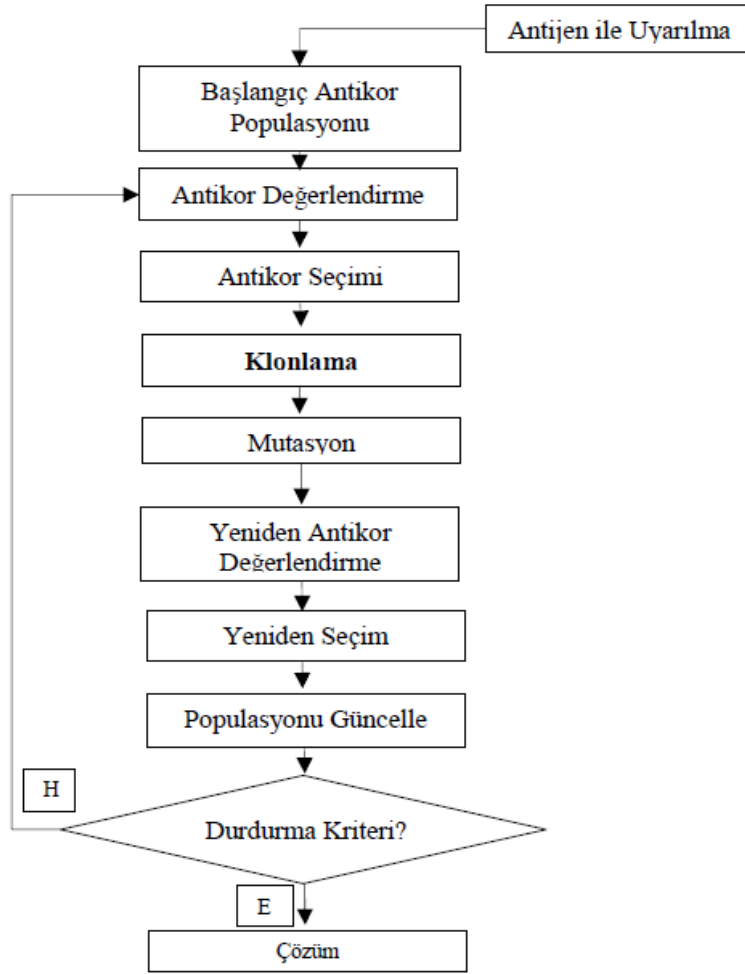 Antijen ile Uyarılma
Başlangıç Antikor
Populasyonu
Antikor Değerlendirme
Antikor Seçimi
Klonlama
Mutasyon
Yeniden Antikor
Değerlendirme
Yeniden Seçim
Populasyonu Güncelle
H
Durdurma Kriteri?
E
Çözüm